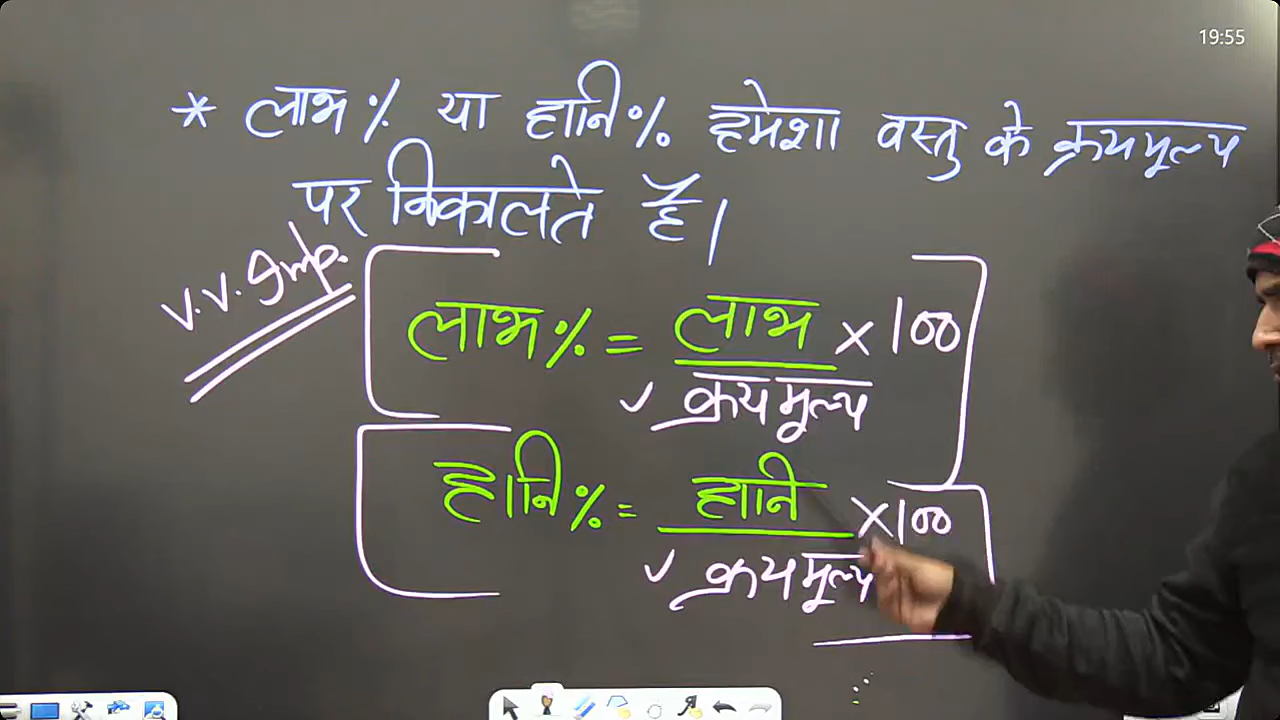 19:55
* लाभ% या हानि% हमेशा वस्तु के क्रयमूल्य
पर निकालते हैं।
V.V. Imp.
लाभ% = लाभ × 100
✓ क्रयमूल्य
हानि% = हानि ×100
✓ क्रयमूल्य